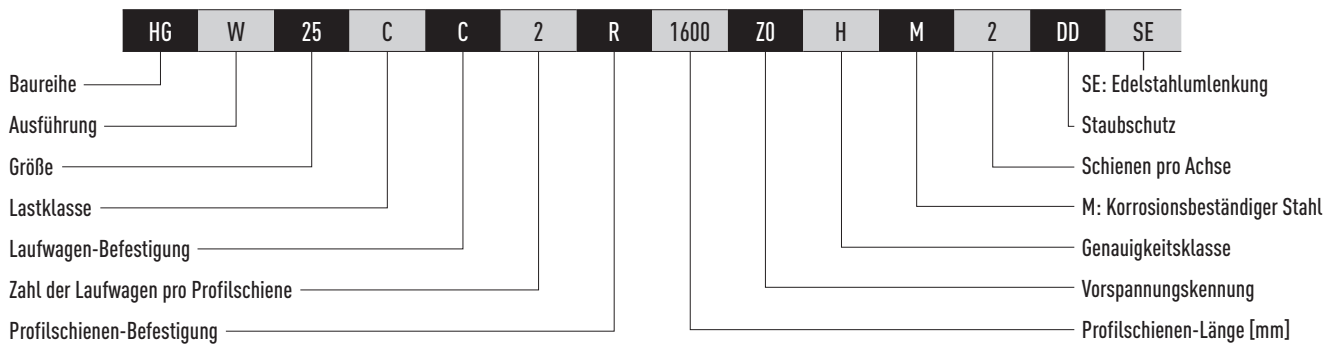 HG W 25 C C 2 R 1600 Z0 H M 2 DD SE
Baureihe
Ausführung
Größe
Lastklasse
Laufwagen-Befestigung
Zahl der Laufwagen pro Profilschiene
Profilschienen-Befestigung
SE: Edelstahlumlenkung
Staubschutz
Schienen pro Achse
M: Korrosionsbeständiger Stahl
Genauigkeitsklasse
Vorspannungskennung
Profilschienen-Länge [mm]